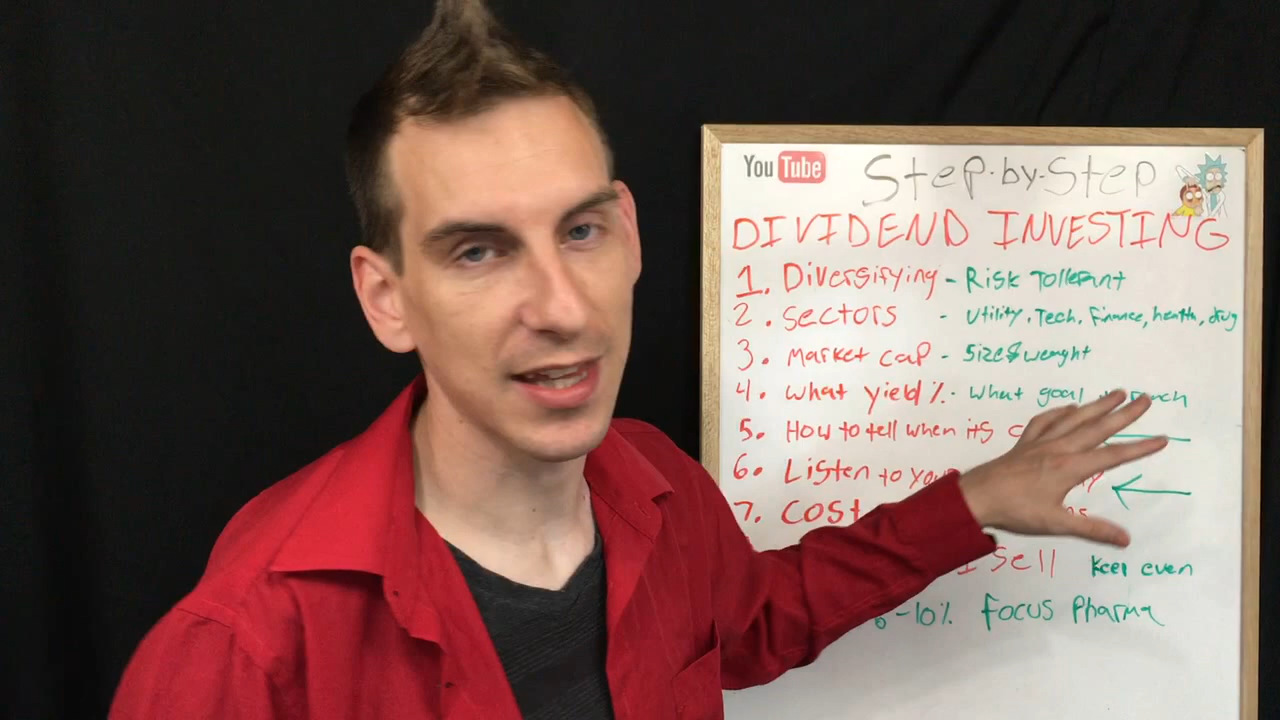 YouTube
Step-by-Step
DIVIDEND INVESTING
1. Diversifying - Risk Tollerant
2. Sectors - Utility, Tech, Finance, health, drug
3. Market cap - Size $ weaght
4. What yield % - What goal
5. How to tell when its
6. Listen to
7. Cost
I Sell Keep even
-10% Focus Pharma